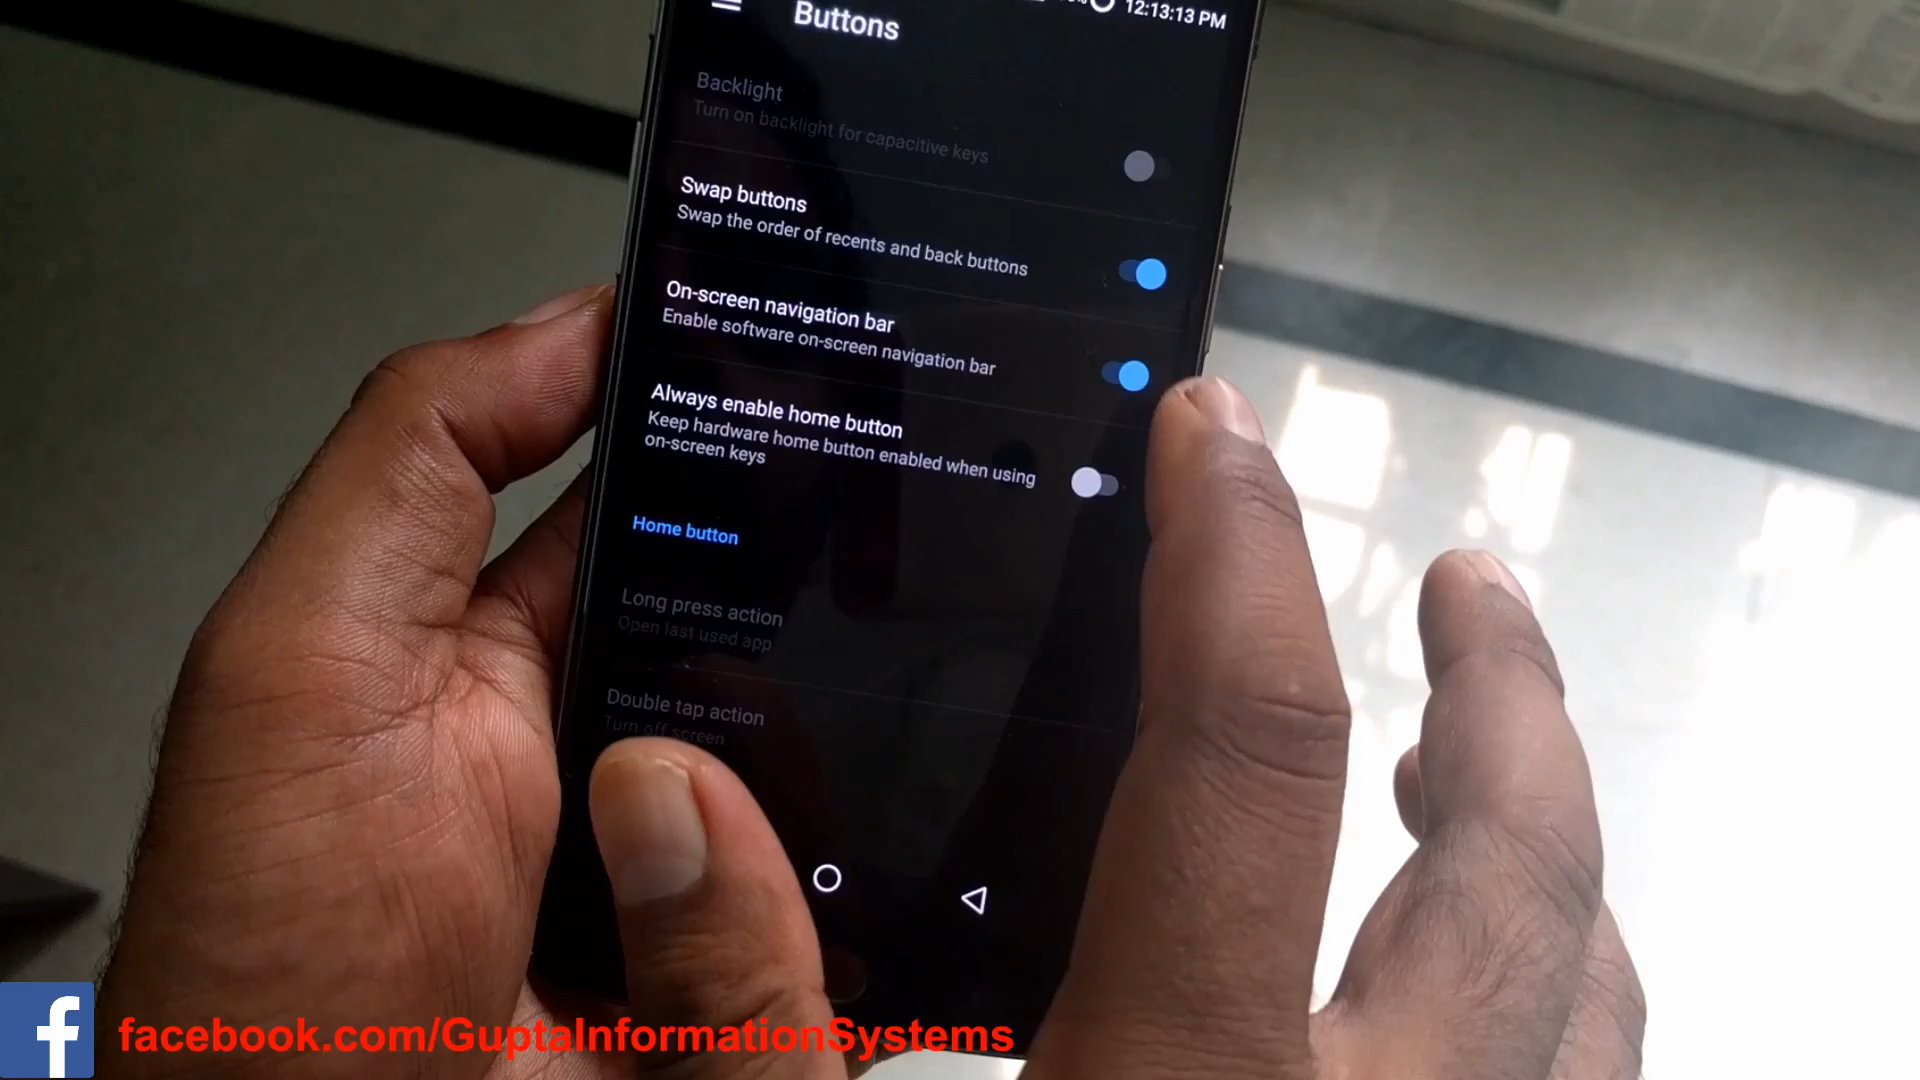 12:13:13 PM
Buttons
Backlight
Turn on backlight for capacitive keys
Swap buttons
Swap the order of recents and back buttons
On-screen navigation bar
Enable software on-screen navigation bar
Always enable home button
Keep hardware home button enabled when using
on-screen keys
Home button
Long press action
Open last used app
Double tap action
Turn off screen
f facebook.com/GuptaInformationSystems